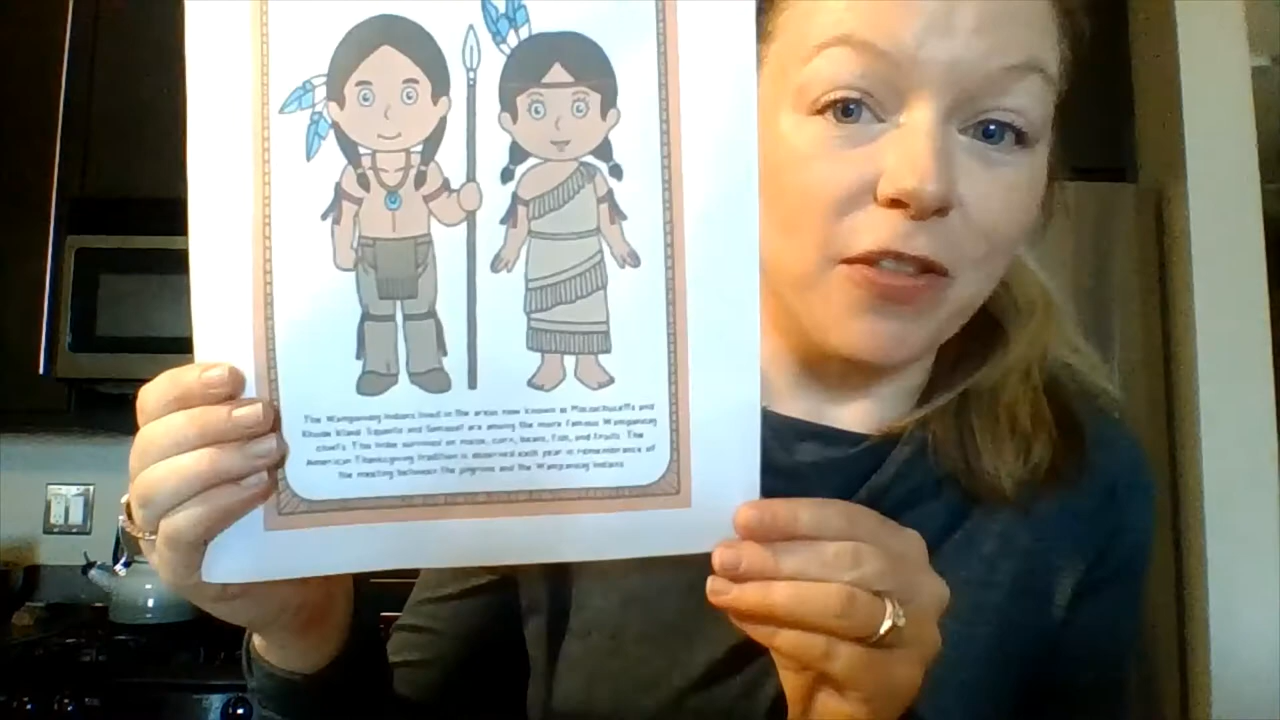 The Wampanoag Indians lived in the areas now known as Massachusetts and
Rhode Island. Squanto and Samoset are among the more famous Wampanoag
chiefs. This tribe survived on maize, corn, beans, fish, and fruits. The
American Thanksgiving tradition is observed each year in remembrance of
the meeting between the pilgrims and the Wampanoag Indians.